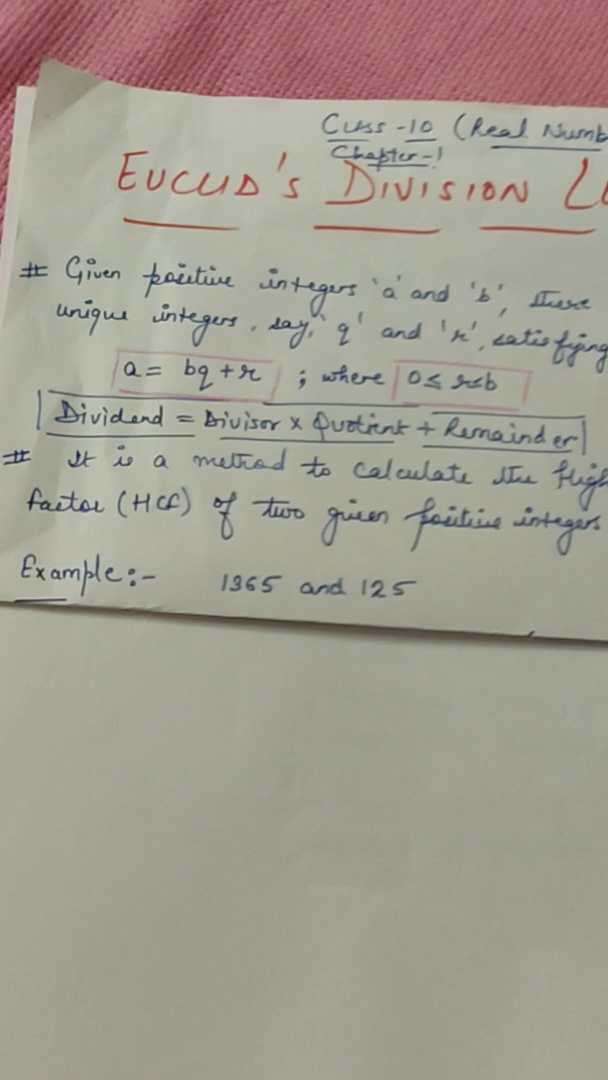 Class -10 (Real Numb
Chapter-1
EUCLID's DIVISION L
# Given positive integers 'a' and 'b', there
unique integers, say, 'q' and 'r', satisfying
a = bq + r ; where 0 ≤ r ≤ b
Dividend = Divisor x Quotient + Remainder
# It is a method to calculate the High
factor (HCF) of two given positive integers
Example:- 1365 and 125